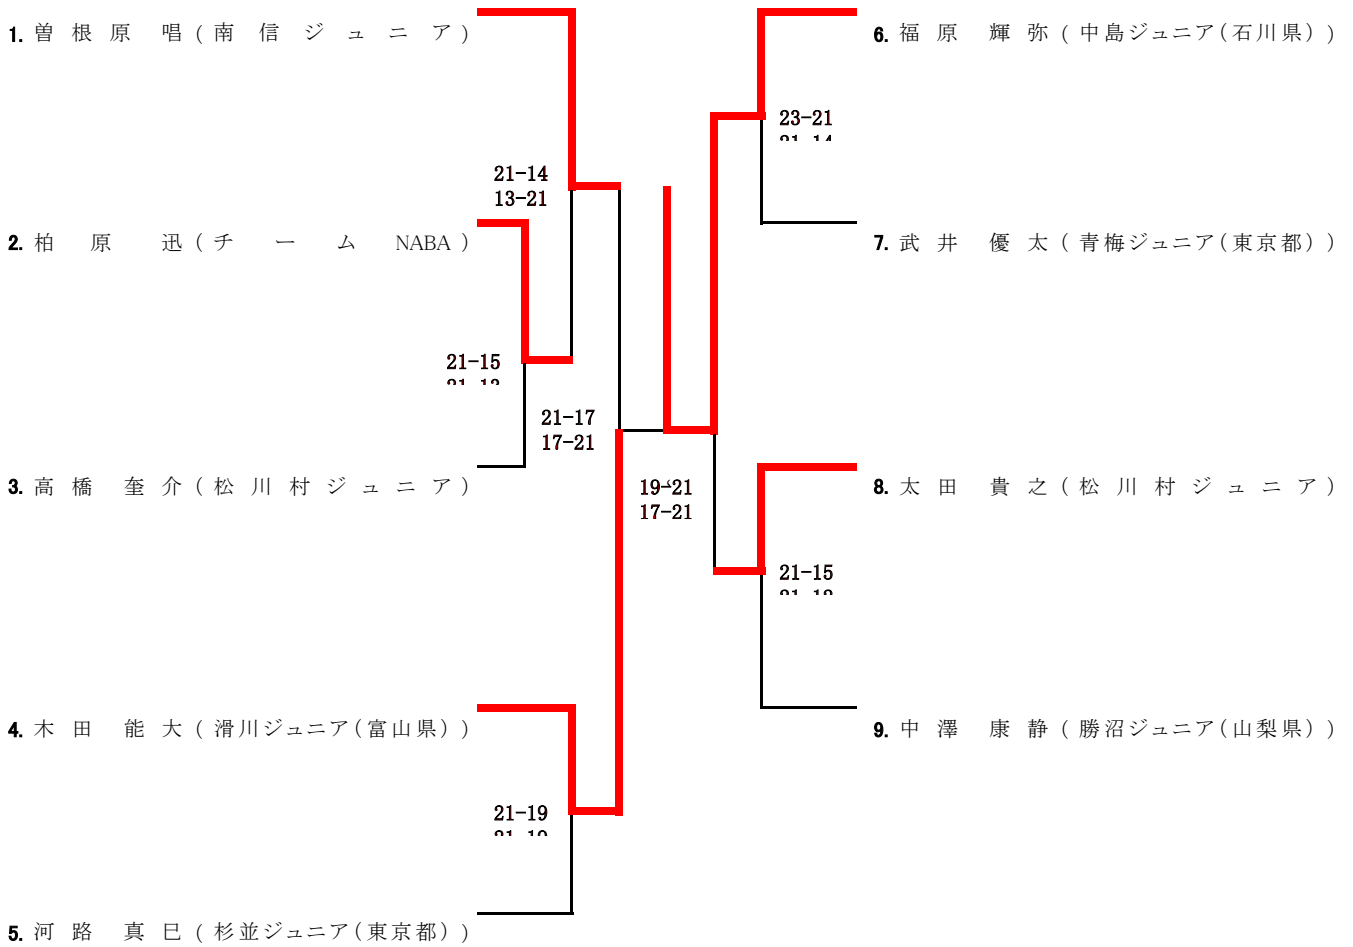 1. 曽根原 唱 (南信ジュニア)
6. 福原 輝弥 (中島ジュニア(石川県))
23-21
21-14
21-14
13-21
2. 柏原 迅 (チーム NABA)
7. 武井 優太 (青梅ジュニア(東京都))
21-15
21-17
17-21
3. 高橋 奎介 (松川村ジュニア)
19-21
17-21
8. 太田 貴之 (松川村ジュニア)
21-15
4. 木田 能大 (滑川ジュニア(富山県))
9. 中澤 康静 (勝沼ジュニア(山梨県))
21-19
5. 河路 真巳 (杉並ジュニア(東京都))